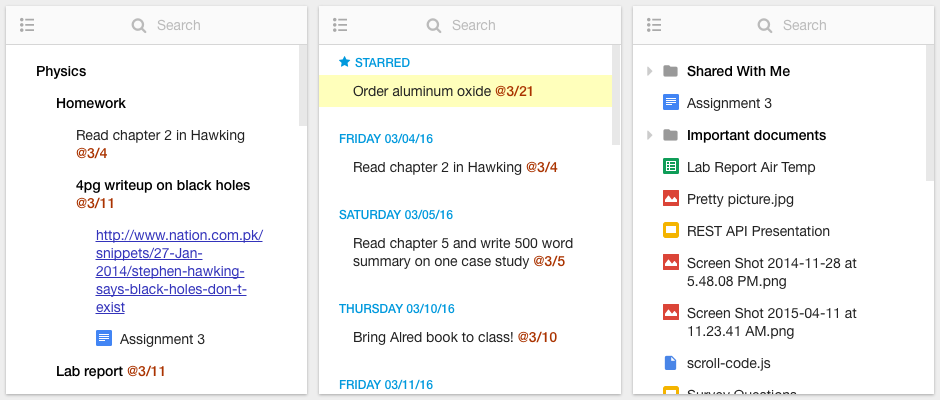 Search
Physics
Homework
Read chapter 2 in Hawking
@3/4
4pg writeup on black holes
@3/11
http://www.nation.com.pk/
snippets/27-Jan-
2014/stephen-hawking-
says-black-holes-don-t-
exist
Assignment 3
Lab report @3/11
Search
STARRED
Order aluminum oxide @3/21
FRIDAY 03/04/16
Read chapter 2 in Hawking @3/4
SATURDAY 03/05/16
Read chapter 5 and write 500 word
summary on one case study @3/5
THURSDAY 03/10/16
Bring Alred book to class! @3/10
FRIDAY 03/11/16
Search
Shared With Me
Assignment 3
Important documents
Lab Report Air Temp
Pretty picture.jpg
REST API Presentation
Screen Shot 2014-11-28 at
5.48.08 PM.png
Screen Shot 2015-04-11 at
11.23.41 AM.png
scroll-code.js
Survey Questions